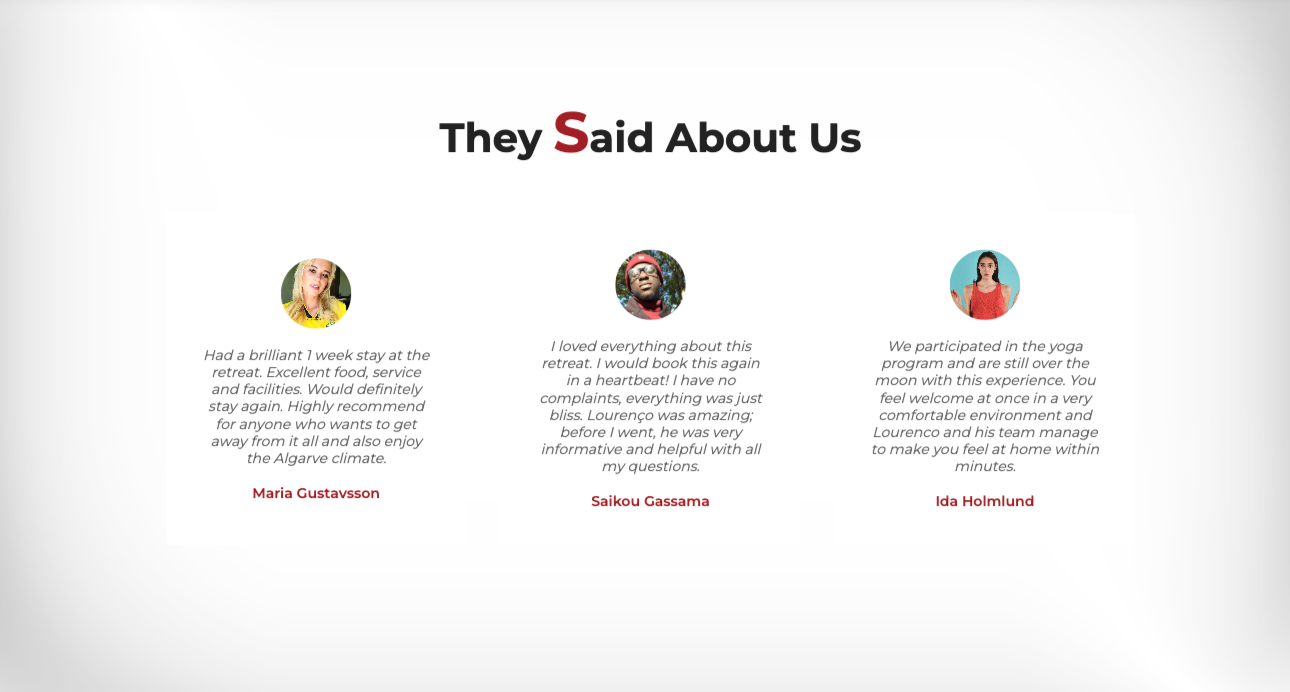 They Said About Us
Had a brilliant 1 week stay at the
retreat. Excellent food, service
and facilities. Would definitely
stay again. Highly recommend
for anyone who wants to get
away from it all and also enjoy
the Algarve climate.
Maria Gustavsson
I loved everything about this
retreat. I would book this again
in a heartbeat! I have no
complaints, everything was just
bliss. Lourenço was amazing;
before I went, he was very
informative and helpful with all
my questions.
Saikou Gassama
We participated in the yoga
program and are still over the
moon with this experience. You
feel welcome at once in a very
comfortable environment and
Lourenco and his team manage
to make you feel at home within
minutes.
Ida Holmlund